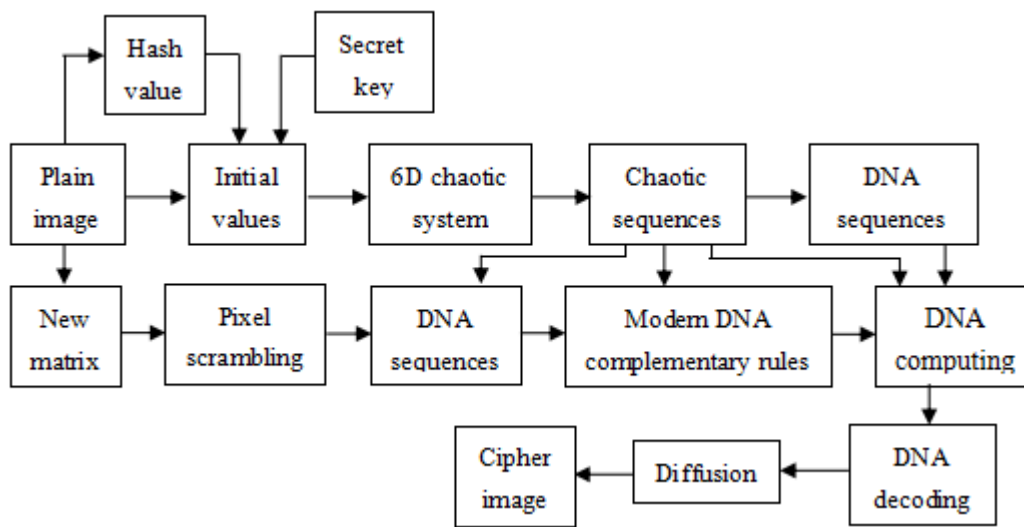 Hash
value
Secret
key
Plain
image
Initial
values
6D chaotic
system
Chaotic
sequences
DNA
sequences
New
matrix
Pixel
scrambling
DNA
sequences
Modern DNA
complementary rules
DNA
computing
Cipher
image
Diffusion
DNA
decoding